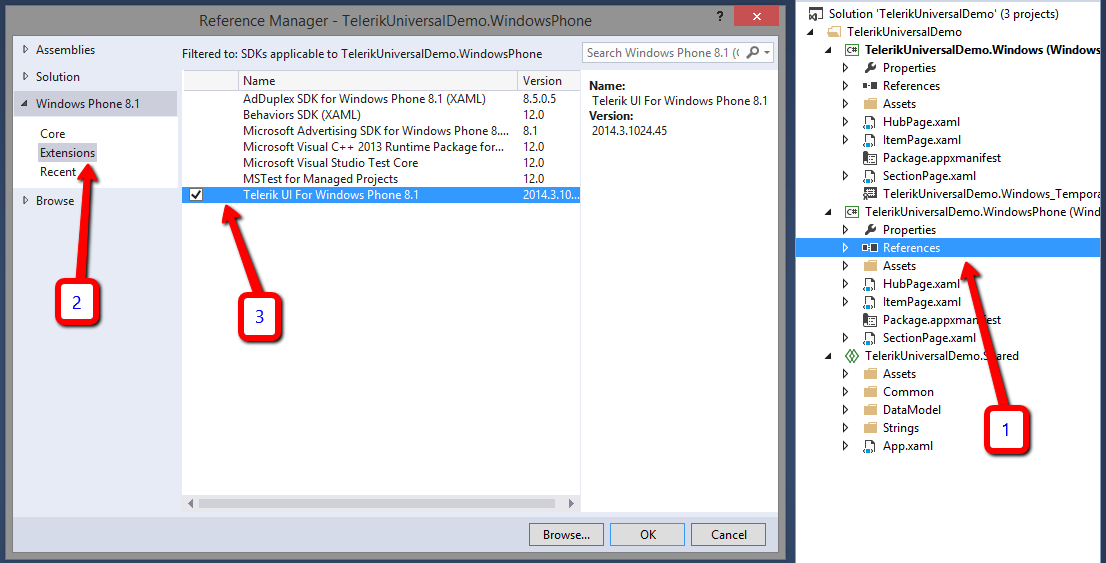 Reference Manager - TelerikUniversalDemo.WindowsPhone
?
Assemblies
Solution
Windows Phone 8.1
Core
Extensions
Recent
Browse
2
Filtered to: SDKs applicable to TelerikUniversalDemo.WindowsPhone
Search Windows Phone 8.1 (C
Name Version
AdDuplex SDK for Windows Phone 8.1 (XAML) 8.5.0.5
Behaviors SDK (XAML) 12.0
Microsoft Advertising SDK for Windows Phone 8.... 8.1
Microsoft Visual C++ 2013 Runtime Package for... 12.0
Microsoft Visual Studio Test Core 12.0
MSTest for Managed Projects 12.0
Telerik UI For Windows Phone 8.1 2014.3.10...
3
Name:
Telerik UI For Windows Phone 8.1
Version:
2014.3.1024.45
Browse... OK Cancel
Solution 'TelerikUniversalDemo' (3 projects)
TelerikUniversalDemo
C# TelerikUniversalDemo.Windows (Windows
Properties
References
Assets
HubPage.xaml
ItemPage.xaml
Package.appxmanifest
SectionPage.xaml
TelerikUniversalDemo.Windows_Tempora
C# TelerikUniversalDemo.WindowsPhone (Wind
Properties
References
Assets
HubPage.xaml
ItemPage.xaml
Package.appxmanifest
SectionPage.xaml
TelerikUniversalDemo.Shared
Assets
Common
DataModel
Strings
App.xaml
1